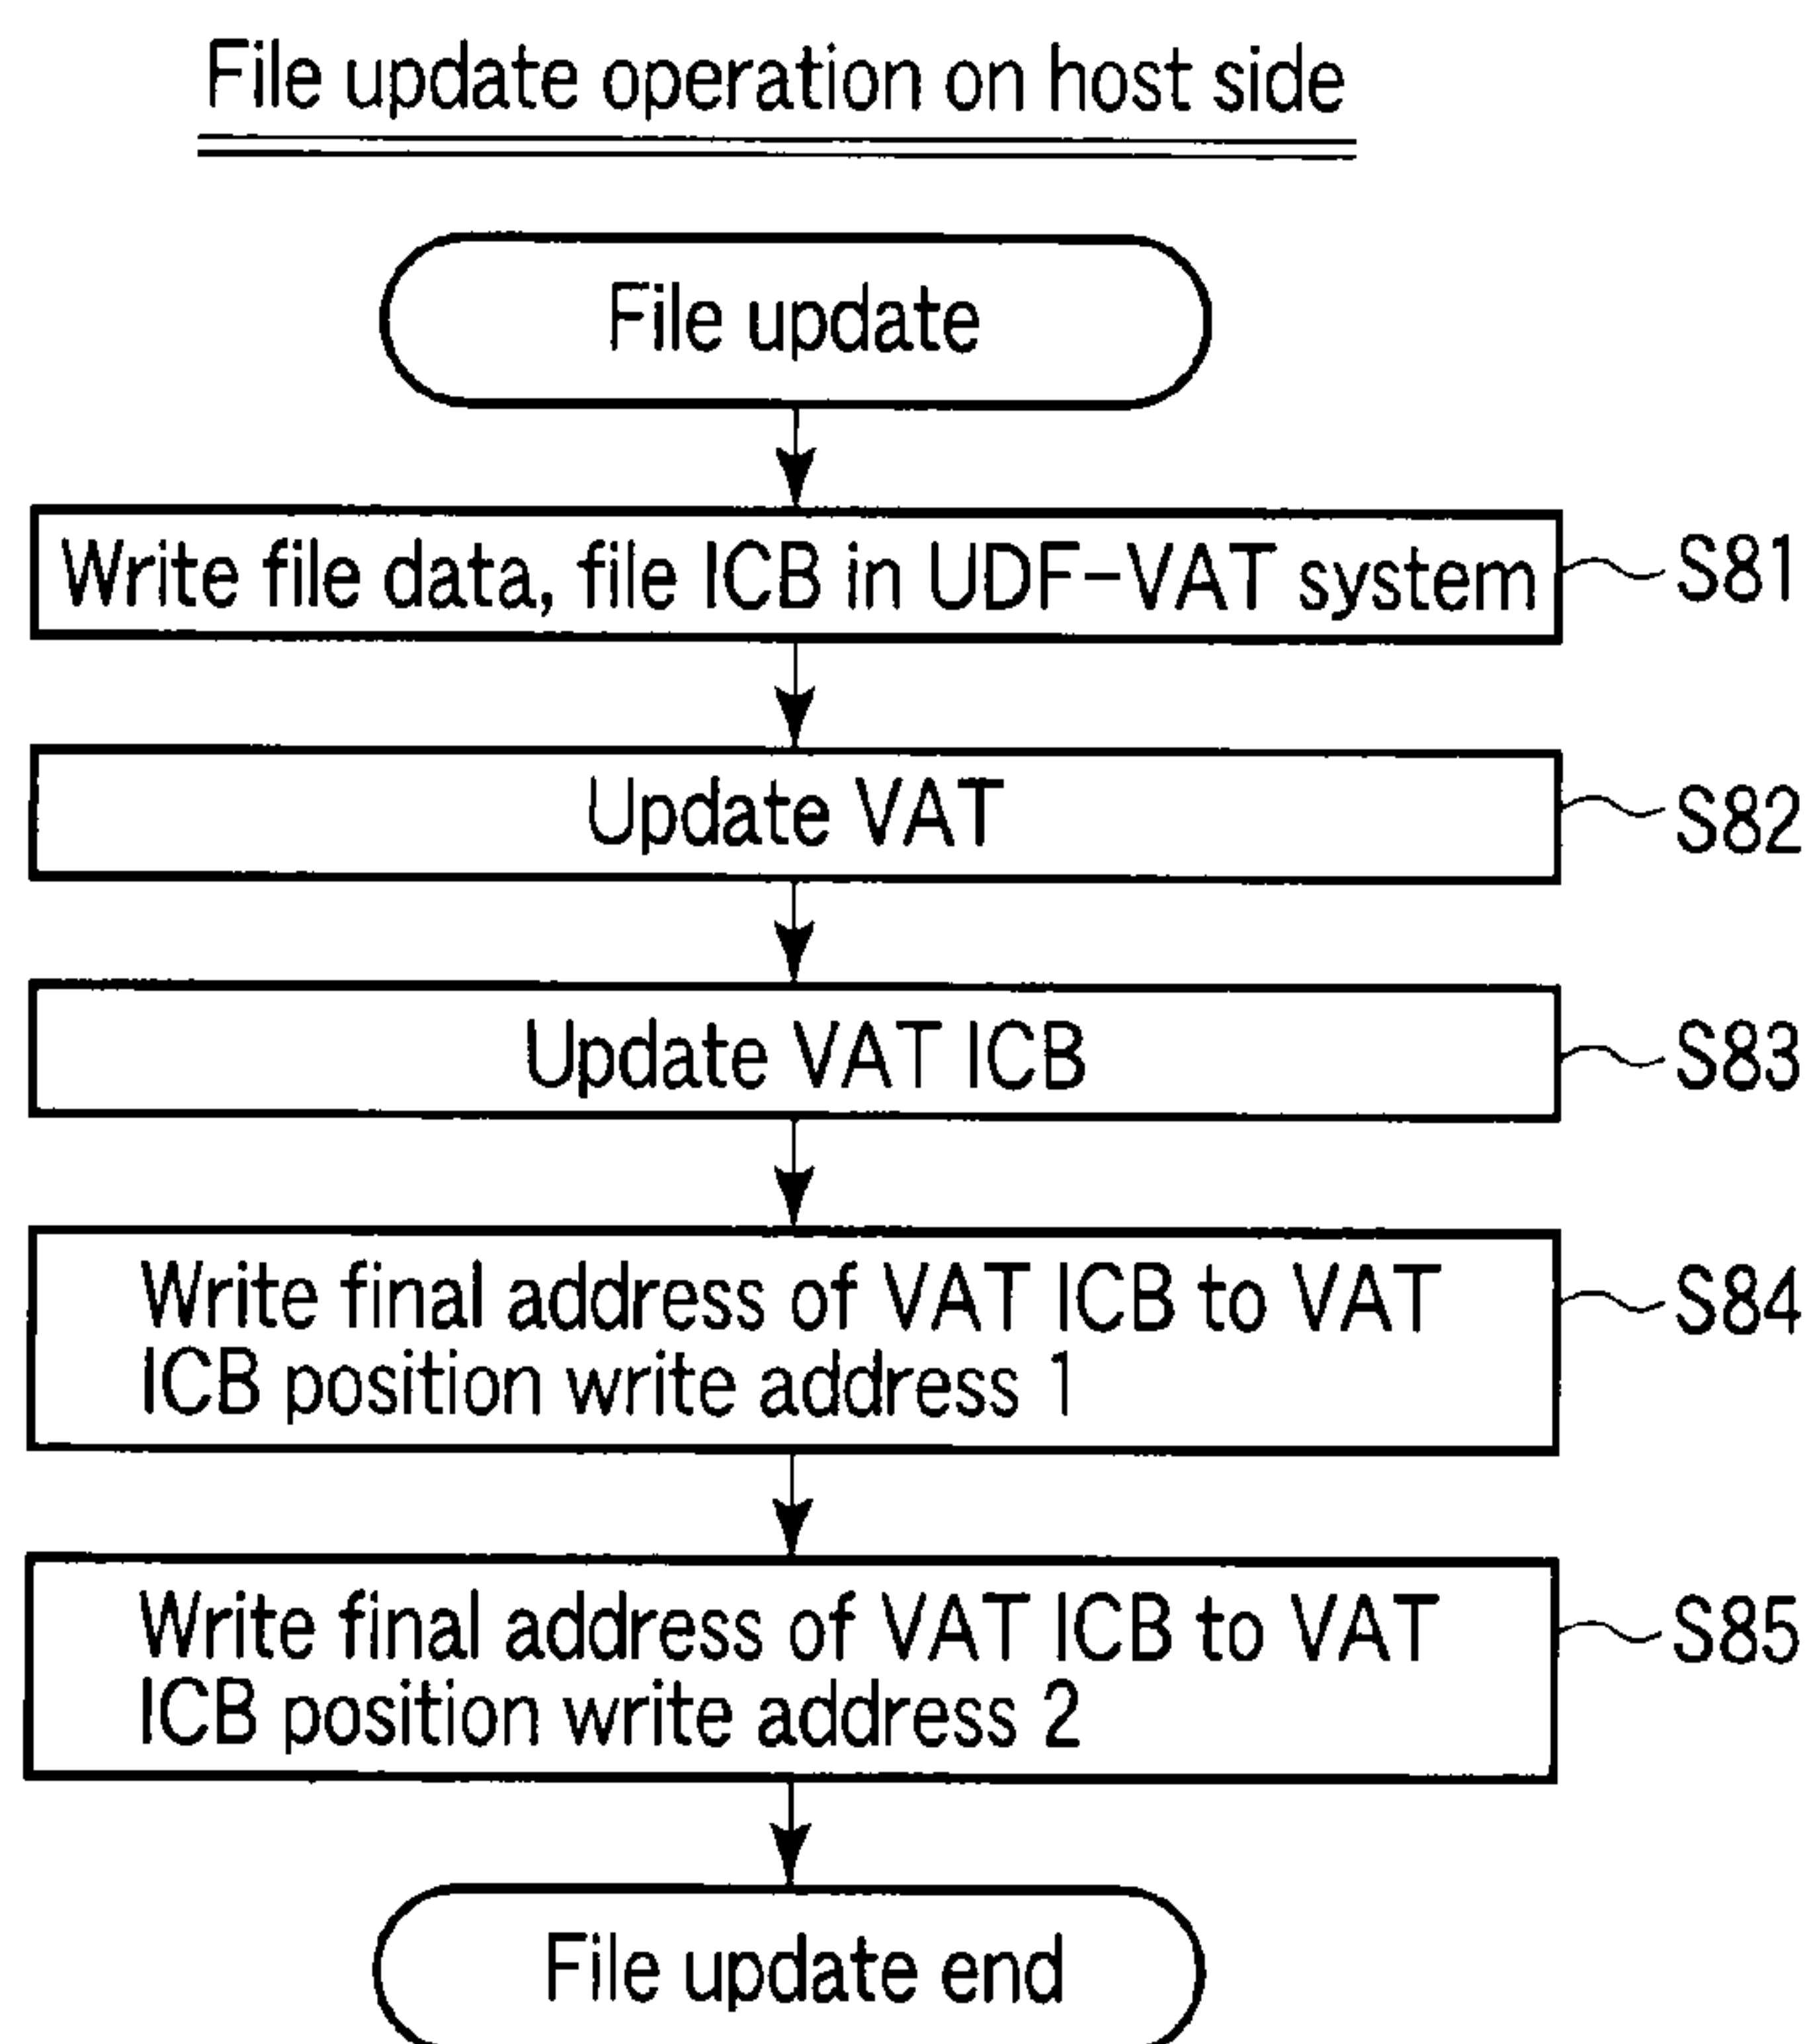 File update operation on host side
File update
Write file data, file ICB in UDF-VAT system
S81
Update VAT
S82
Update VAT ICB
S83
Write final address of VAT ICB to VAT
ICB position write address 1
S84
Write final address of VAT ICB to VAT
ICB position write address 2
S85
File update end